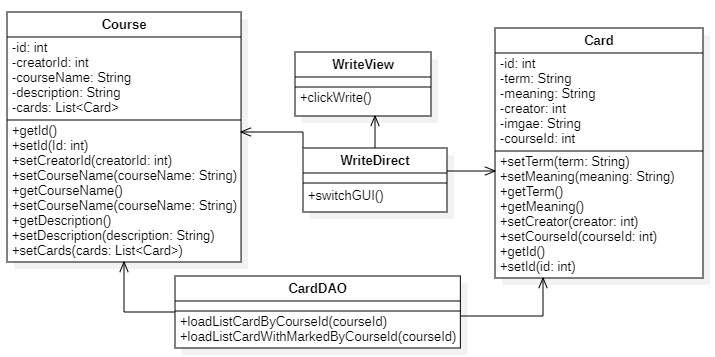 Course
-id: int
-creatorId: int
-courseName: String
-description: String
-cards: List<Card>
+getId()
+setId(Id: int)
+setCreatorId(creatorId: int)
+setCourseName(courseName: String)
+getCourseName()
+setCourseName(courseName: String)
+getDescription()
+setDescription(description: String)
+setCards(cards: List<Card>)
WriteView
+clickWrite()
WriteDirect
+switchGUI()
Card
-id: int
-term: String
-meaning: String
-creator: int
-imgae: String
-courseId: int
+setTerm(term: String)
+setMeaning(meaning: String)
+getTerm()
+getMeaning()
+setCreator(creator: int)
+setCourseId(courseId: int)
+getId()
+setId(id: int)
CardDAO
+loadListCardByCourseId(courseId)
+loadListCardWithMarkedByCourseId(courseId)